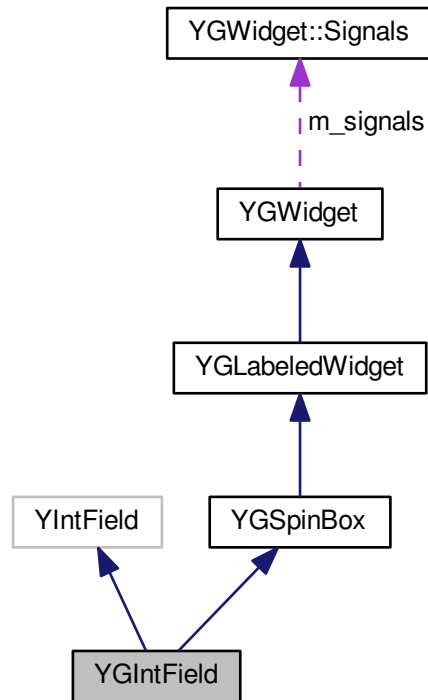 YGWidget::Signals
m_signals
YGWidget
YGLabeledWidget
YIntField
YGSpinBox
YGIntField